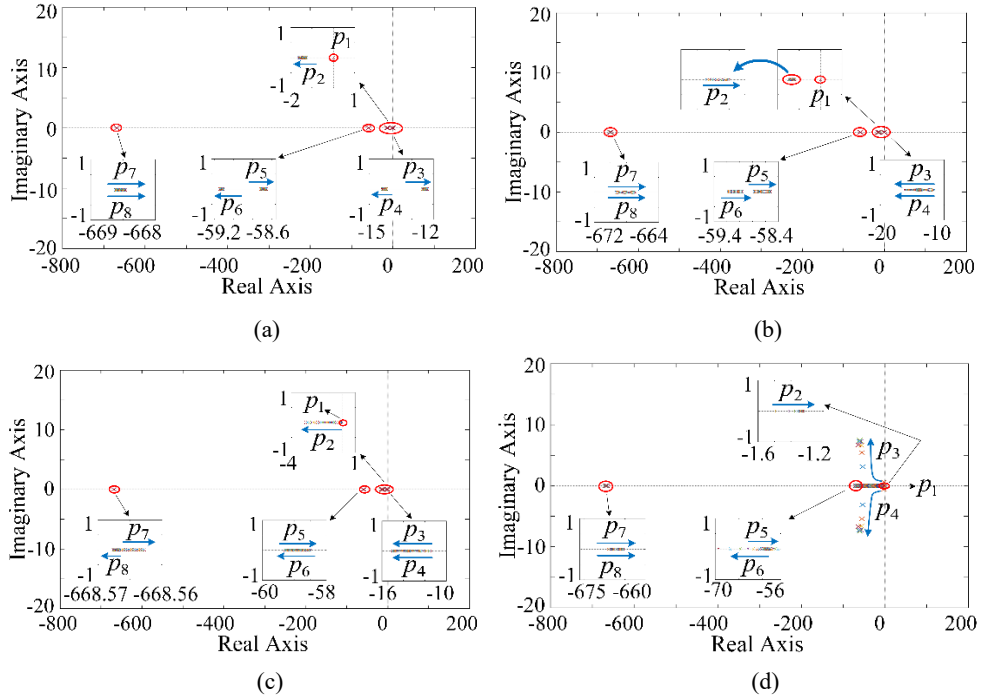 20
10
0
-10
-20
Imaginary Axis
1
p1
p2
-1
-2
1
1
p7
p8
-1
-669 -668
1
p5
p6
-1
-59.2 -58.6
1
p3
p4
-1
-15 -12
-800 -600 -400 -200 0 200
Real Axis
(a)
20
15
10
5
0
-5
-10
-15
-20
Imaginary Axis
p2
p1
1
p7
p8
-1
-672 -664
1
p5
p6
-1
-59.4 -58.4
1
p3
p4
-1
-20 -10
-800 -600 -400 -200 0 200
Real Axis
(b)
20
10
0
-10
-20
Imaginary Axis
1
p1
p2
-1
-4
1
1
p7
p8
-1
-668.57 -668.56
1
p5
p6
-1
-60 -58
1
p3
p4
-1
-16 -10
-800 -600 -400 -200 0 200
Real Axis
(c)
20
10
0
-10
-20
Imaginary Axis
1
p2
-1
-1.6 -1.2
p3
p1
p4
1
p7
p8
-1
-675 -660
1
p5
p6
-1
-70 -56
-800 -600 -400 -200 0 200
Real Axis
(d)